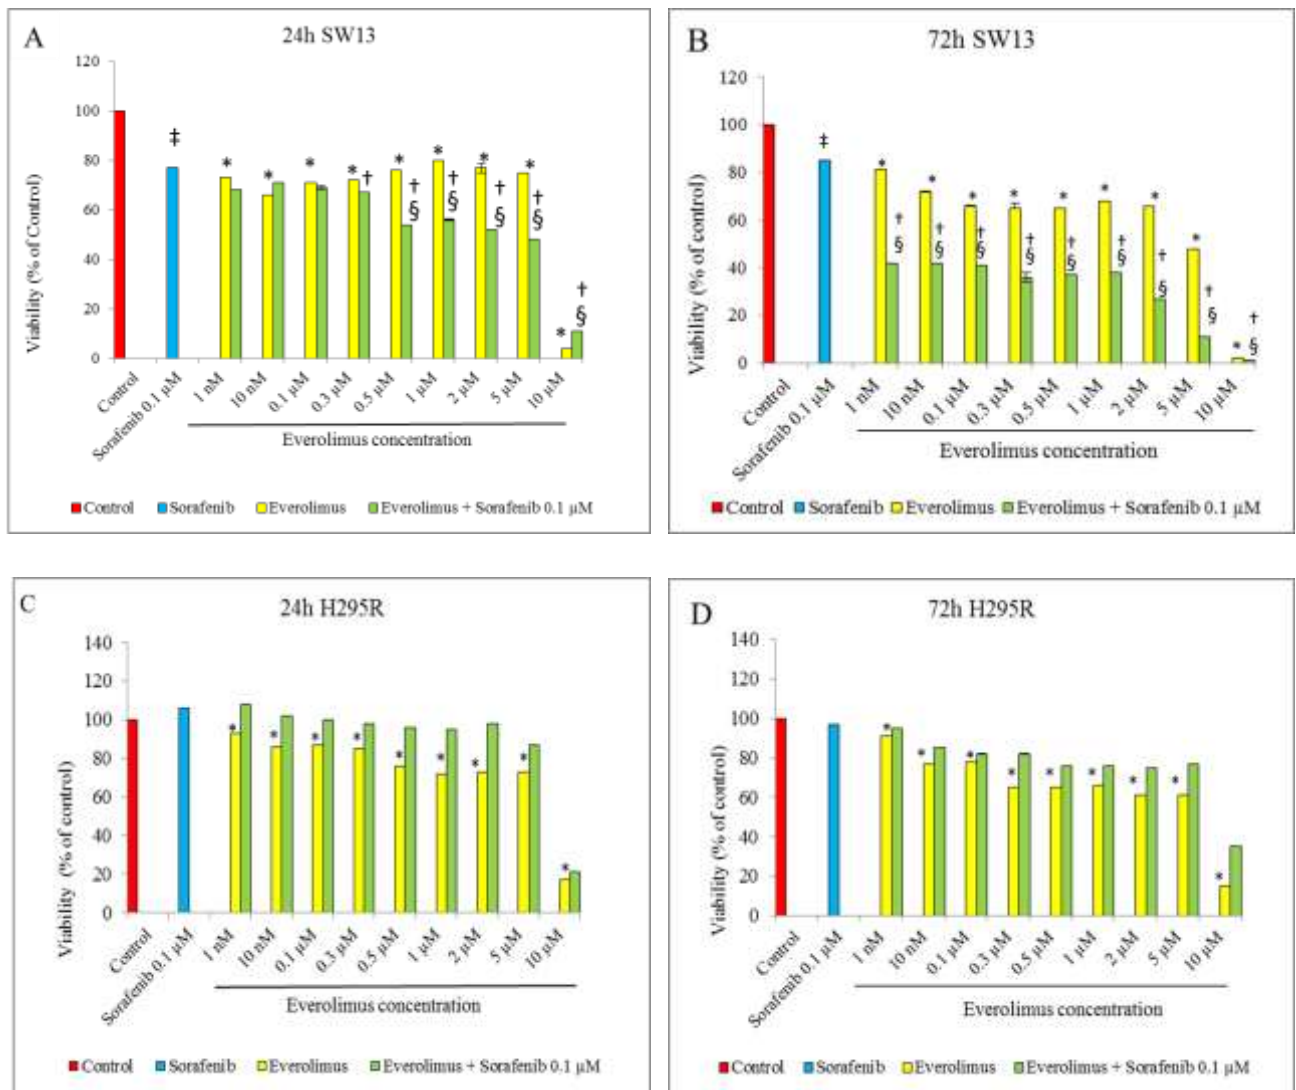 A
24h SW13
120
100
80
60
40
20
0
Viability (% of Control)
‡
* * * * † * † § * † § * † § * † § * † §
Control
Sorafenib 0.1 µM
1 nM
10 nM
0.1 µM
0.3 µM
0.5 µM
1 µM
2 µM
5 µM
10 µM
Everolimus concentration
Control Sorafenib Everolimus Everolimus + Sorafenib 0.1 µM
B
72h SW13
120
100
80
60
40
20
0
Viability (% of control)
‡
* † § * † § * † § * † § * † § * † § * † § * † § * † §
Control
Sorafenib 0.1 µM
1 nM
10 nM
0.1 µM
0.3 µM
0.5 µM
1 µM
2 µM
5 µM
10 µM
Everolimus concentration
Control Sorafenib Everolimus Everolimus + Sorafenib 0.1 µM
C
24h H295R
140
120
100
80
60
40
20
0
Viability (% of control)
* * * * * * * * *
Control
Sorafenib 0.1 µM
1 nM
10 nM
0.1 µM
0.3 µM
0.5 µM
1 µM
2 µM
5 µM
10 µM
Everolimus concentration
Control Sorafenib Everolimus Everolimus + Sorafenib 0.1 µM
D
72h H295R
140
120
100
80
60
40
20
0
Viability (% of control)
* * * * * * * * *
Control
Sorafenib 0.1 µM
1 nM
10 nM
0.1 µM
0.3 µM
0.5 µM
1 µM
2 µM
5 µM
10 µM
Everolimus concentration
Control Sorafenib Everolimus Everolimus + Sorafenib 0.1 µM